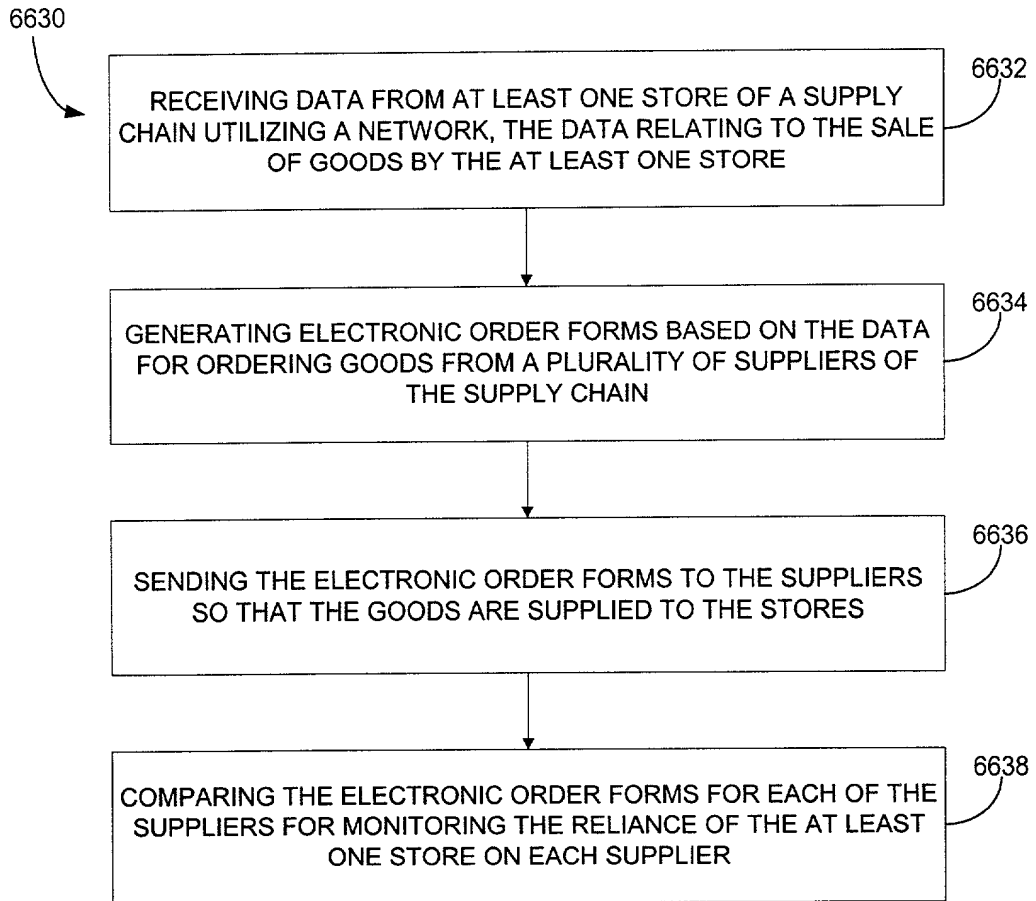 6630
6632
RECEIVING DATA FROM AT LEAST ONE STORE OF A SUPPLY
CHAIN UTILIZING A NETWORK, THE DATA RELATING TO THE SALE
OF GOODS BY THE AT LEAST ONE STORE
6634
GENERATING ELECTRONIC ORDER FORMS BASED ON THE DATA
FOR ORDERING GOODS FROM A PLURALITY OF SUPPLIERS OF
THE SUPPLY CHAIN
6636
SENDING THE ELECTRONIC ORDER FORMS TO THE SUPPLIERS
SO THAT THE GOODS ARE SUPPLIED TO THE STORES
6638
COMPARING THE ELECTRONIC ORDER FORMS FOR EACH OF THE
SUPPLIERS FOR MONITORING THE RELIANCE OF THE AT LEAST
ONE STORE ON EACH SUPPLIER